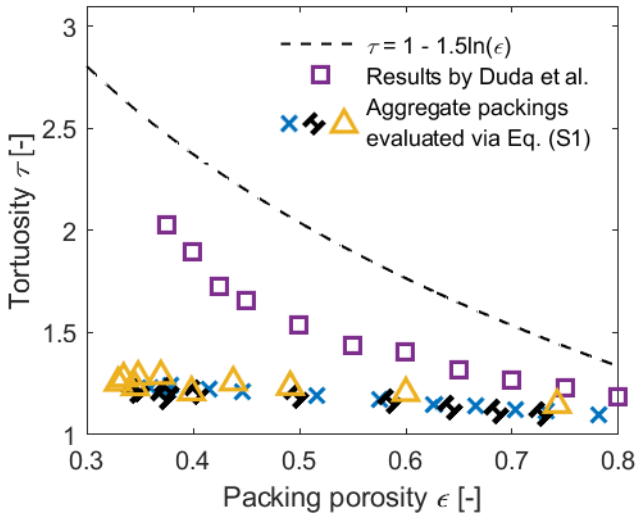 3
2.5
2
1.5
1
0.3
0.4
0.5
0.6
0.7
0.8
Tortuosity τ [-]
Packing porosity ϵ [-]
τ = 1 - 1.5ln(ϵ)
Results by Duda et al.
Aggregate packings
evaluated via Eq. (S1)